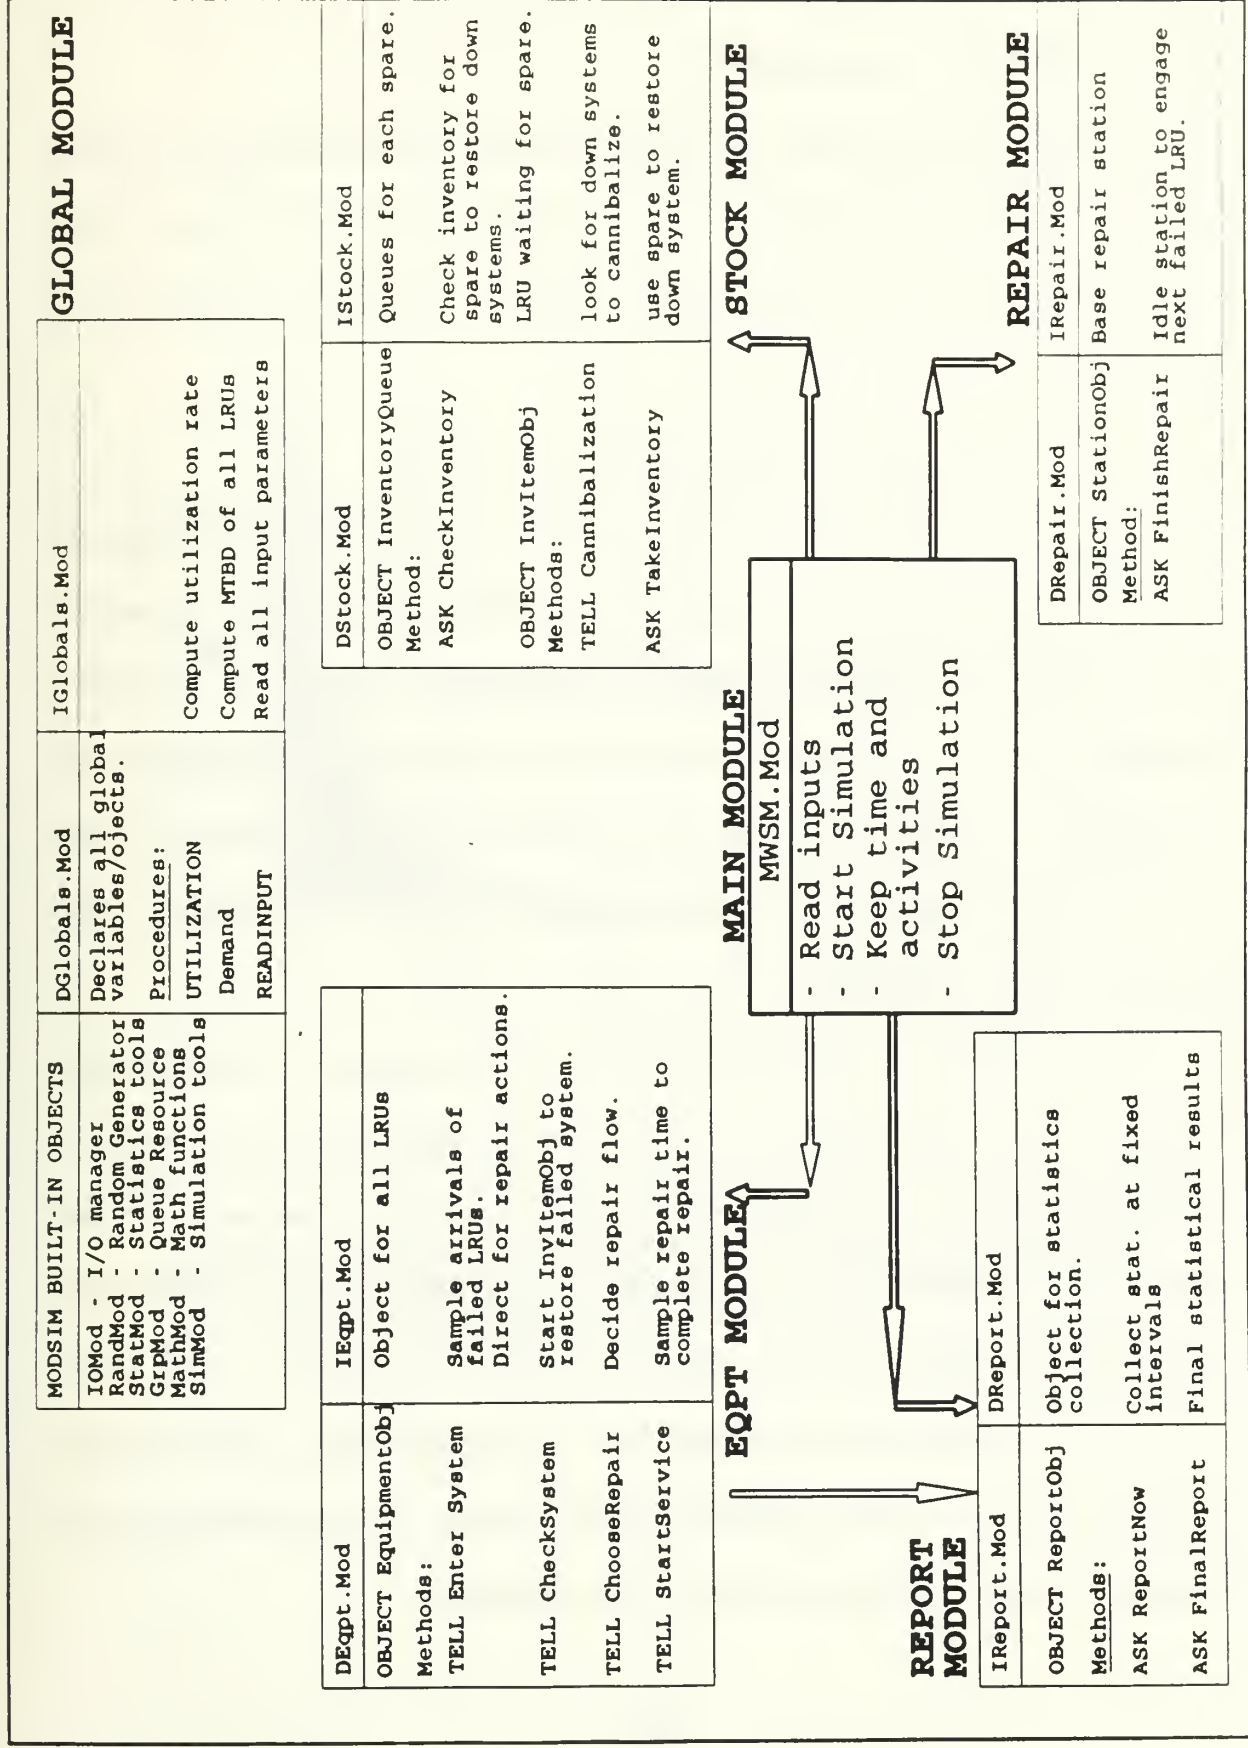 GLOBAL MODULE
MODSIM BUILT-IN OBJECTS
IOMod - I/O manager
RandMod - Random Generator
StatMod - Statistics tools
GrpMod - Queue Resource
MathMod - Math functions
SimMod - Simulation tools
DGlobals.Mod
Declares all global
variables/ojects.
Procedures:
UTILIZATION
Demand
READINPUT
IGlobals.Mod
Compute utilization rate
Compute MTBD of all LRUs
Read all input parameters
DEqpt.Mod
OBJECT EquipmentObj
Methods:
TELL Enter System
TELL CheckSystem
TELL ChooseRepair
TELL StartService
IEqpt.Mod
Object for all LRUs
Sample arrivals of
failed LRUs.
Direct for repair actions.
Start InvItemObj to
restore failed system.
Decide repair flow.
Sample repair time to
complete repair.
EQPT MODULE
DStock.Mod
OBJECT InventoryQueue
Method:
ASK CheckInventory
OBJECT InvItemObj
Methods:
TELL Cannibalization
ASK TakeInventory
IStock.Mod
Queues for each spare.
Check inventory for
spare to restore down
systems.
LRU waiting for spare.
look for down systems
to cannibalize.
use spare to restore
down system.
STOCK MODULE
MAIN MODULE
MWSM.Mod
- Read inputs
- Start Simulation
- Keep time and
activities
- Stop Simulation
REPORT
MODULE
IReport.Mod
OBJECT ReportObj
Methods:
ASK ReportNow
ASK FinalReport
DReport.Mod
Object for statistics
collection.
Collect stat. at fixed
intervals
Final statistical results
REPAIR MODULE
DRepair.Mod
OBJECT StationObj
Method:
ASK FinishRepair
IRepair.Mod
Base repair station
Idle station to engage
next failed LRU.